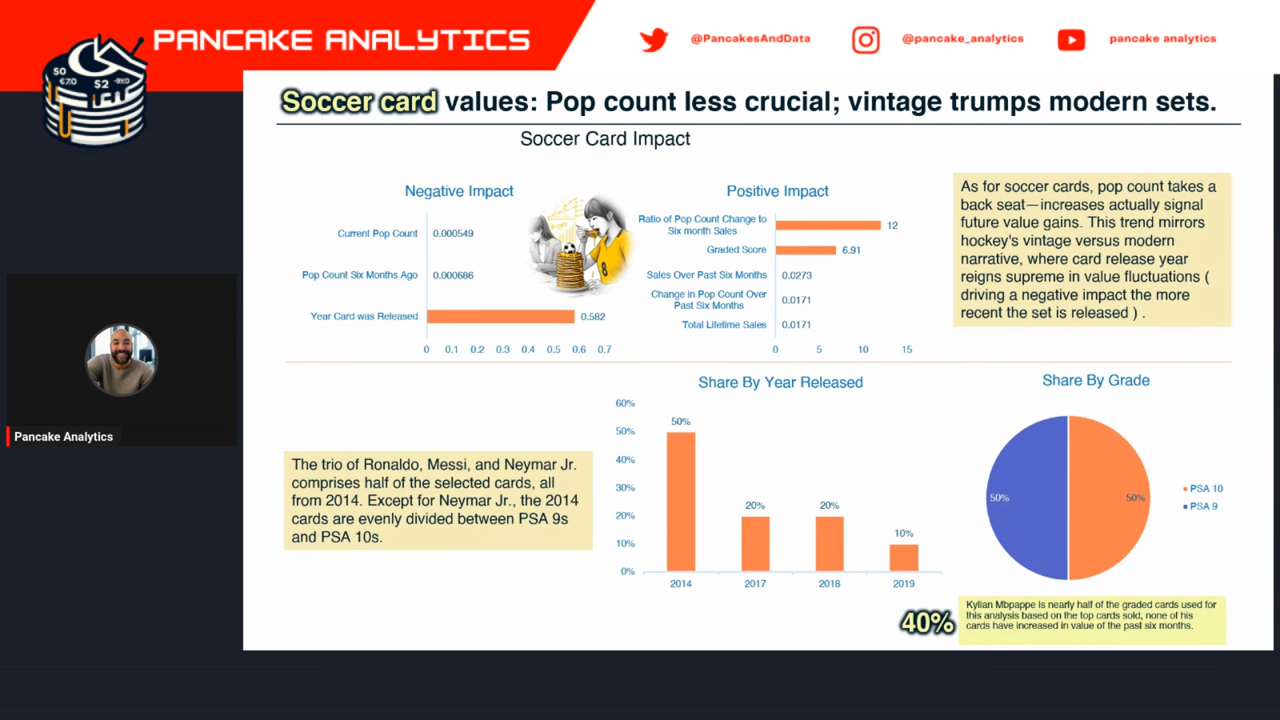 PANCAKE ANALYTICS
@PancakesAndData
@pancake_analytics
pancake analytics
$0
$2
Soccer card values: Pop count less crucial; vintage trumps modern sets.
Soccer Card Impact
Negative Impact
Current Pop Count 0.000549
Pop Count Six Months Ago 0.000686
Year Card was Released 0.582
0 0.1 0.2 0.3 0.4 0.5 0.6 0.7
8
Positive Impact
Ratio of Pop Count Change to
Six month Sales 12
Graded Score 6.91
Sales Over Past Six Months 0.0273
Change in Pop Count Over
Past Six Months 0.0171
Total Lifetime Sales 0.0171
0 5 10 15
As for soccer cards, pop count takes a
back seat—increases actually signal
future value gains. This trend mirrors
hockey's vintage versus modern
narrative, where card release year
reigns supreme in value fluctuations (
driving a negative impact the more
recent the set is released ) .
Pancake Analytics
The trio of Ronaldo, Messi, and Neymar Jr.
comprises half of the selected cards, all
from 2014. Except for Neymar Jr., the 2014
cards are evenly divided between PSA 9s
and PSA 10s.
Share By Year Released
60%
50%
40%
30%
20%
10%
0%
50%
20%
20%
10%
2014 2017 2018 2019
Share By Grade
50%
50%
PSA 10
PSA 9
40%
Kylian Mbpappe is nearly half of the graded cards used for
this analysis based on the top cards sold, none of his
cards have increased in value of the past six months.